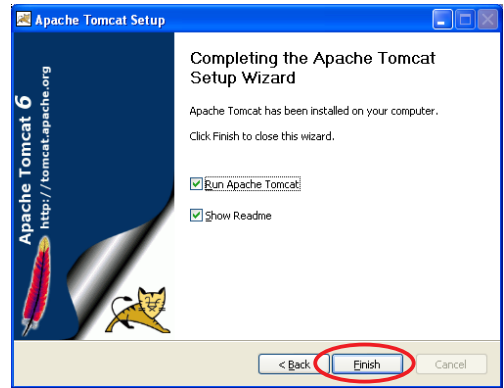 Apache Tomcat Setup
Apache Tomcat 6
http://tomcat.apache.org
Completing the Apache Tomcat
Setup Wizard
Apache Tomcat has been installed on your computer.
Click Finish to close this wizard.
Run Apache Tomcat
Show Readme
< Back
Finish
Cancel